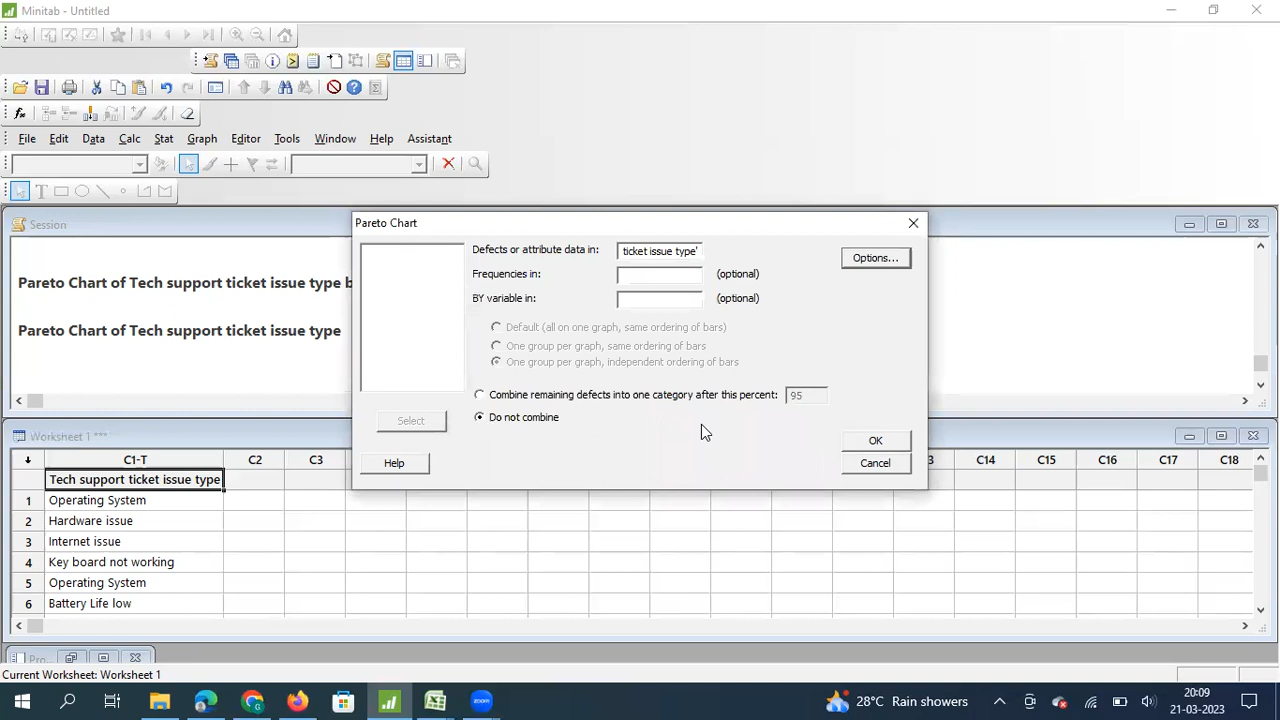 Minitab - Untitled
File Edit Data Calc Stat Graph Editor Tools Window Help Assistant
Session
Pareto Chart of Tech support ticket issue type b
Pareto Chart of Tech support ticket issue type
Pareto Chart
Defects or attribute data in: ticket issue type'
Options...
Frequencies in: (optional)
BY variable in: (optional)
Default (all on one graph, same ordering of bars)
One group per graph, same ordering of bars
One group per graph, independent ordering of bars
Combine remaining defects into one category after this percent: 95
Do not combine
Select
OK
Help
Cancel
Worksheet 1 ***
C1-T C2 C3 3 C14 C15 C16 C17 C18
Tech support ticket issue type
1 Operating System
2 Hardware issue
3 Internet issue
4 Key board not working
5 Operating System
6 Battery Life low
Pro...
Current Worksheet: Worksheet 1
28°C Rain showers
20:09
21-03-2023
zoom